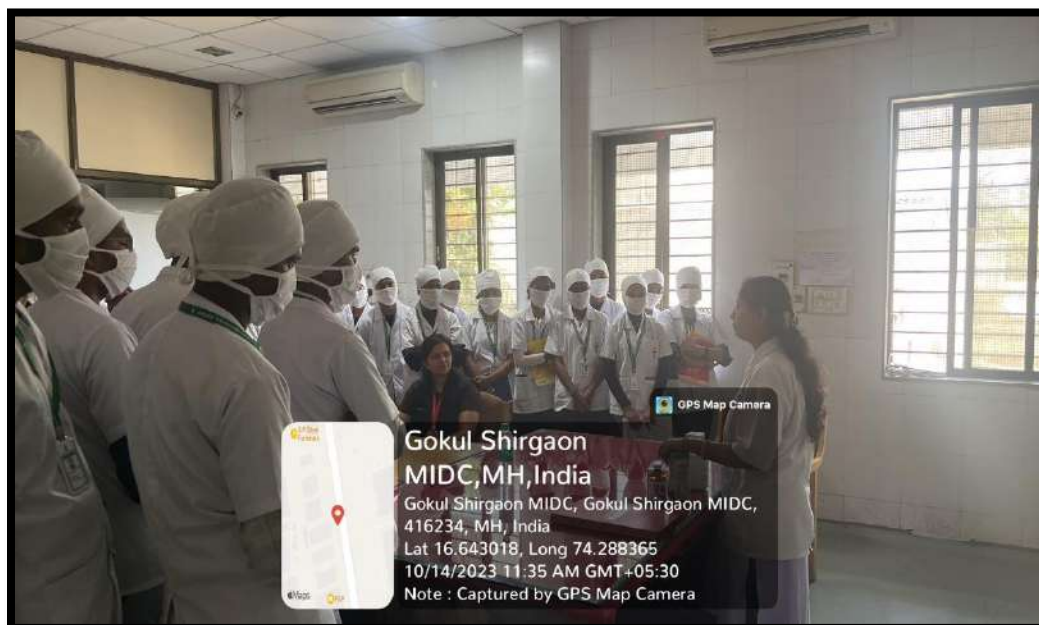 GPS Map Camera
Gokul Shirgaon
MIDC,MH,India
Gokul Shirgaon MIDC, Gokul Shirgaon MIDC,
416234, MH, India
Lat 16.643018, Long 74.288365
10/14/2023 11:35 AM GMT+05:30
Note : Captured by GPS Map Camera
Maps